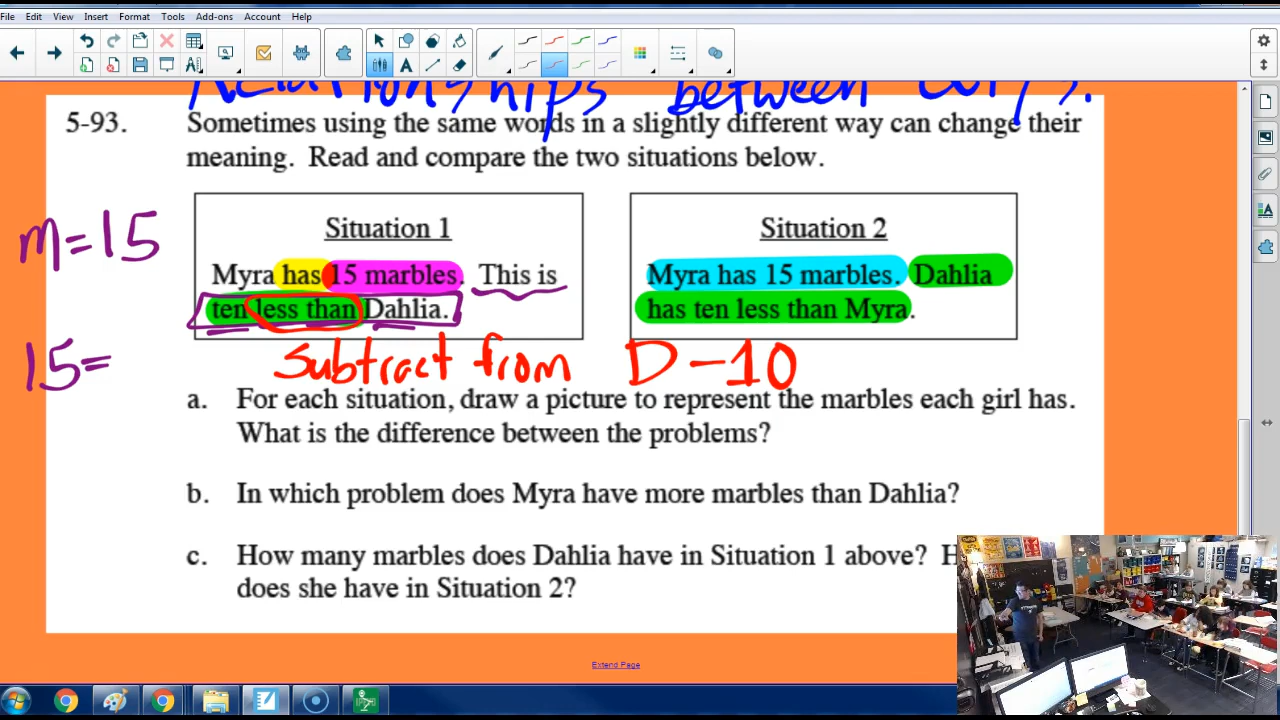 File Edit View Insert Format Tools Add-ons Account Help
Relationships between
5-93. Sometimes using the same words in a slightly different way can change their
meaning. Read and compare the two situations below.
m=15
Situation 1
Myra has 15 marbles. This is
ten less than Dahlia.
Situation 2
Myra has 15 marbles. Dahlia
has ten less than Myra.
15=
Subtract from D-10
a. For each situation, draw a picture to represent the marbles each girl has.
What is the difference between the problems?
b. In which problem does Myra have more marbles than Dahlia?
c. How many marbles does Dahlia have in Situation 1 above? H
does she have in Situation 2?
Extend Page